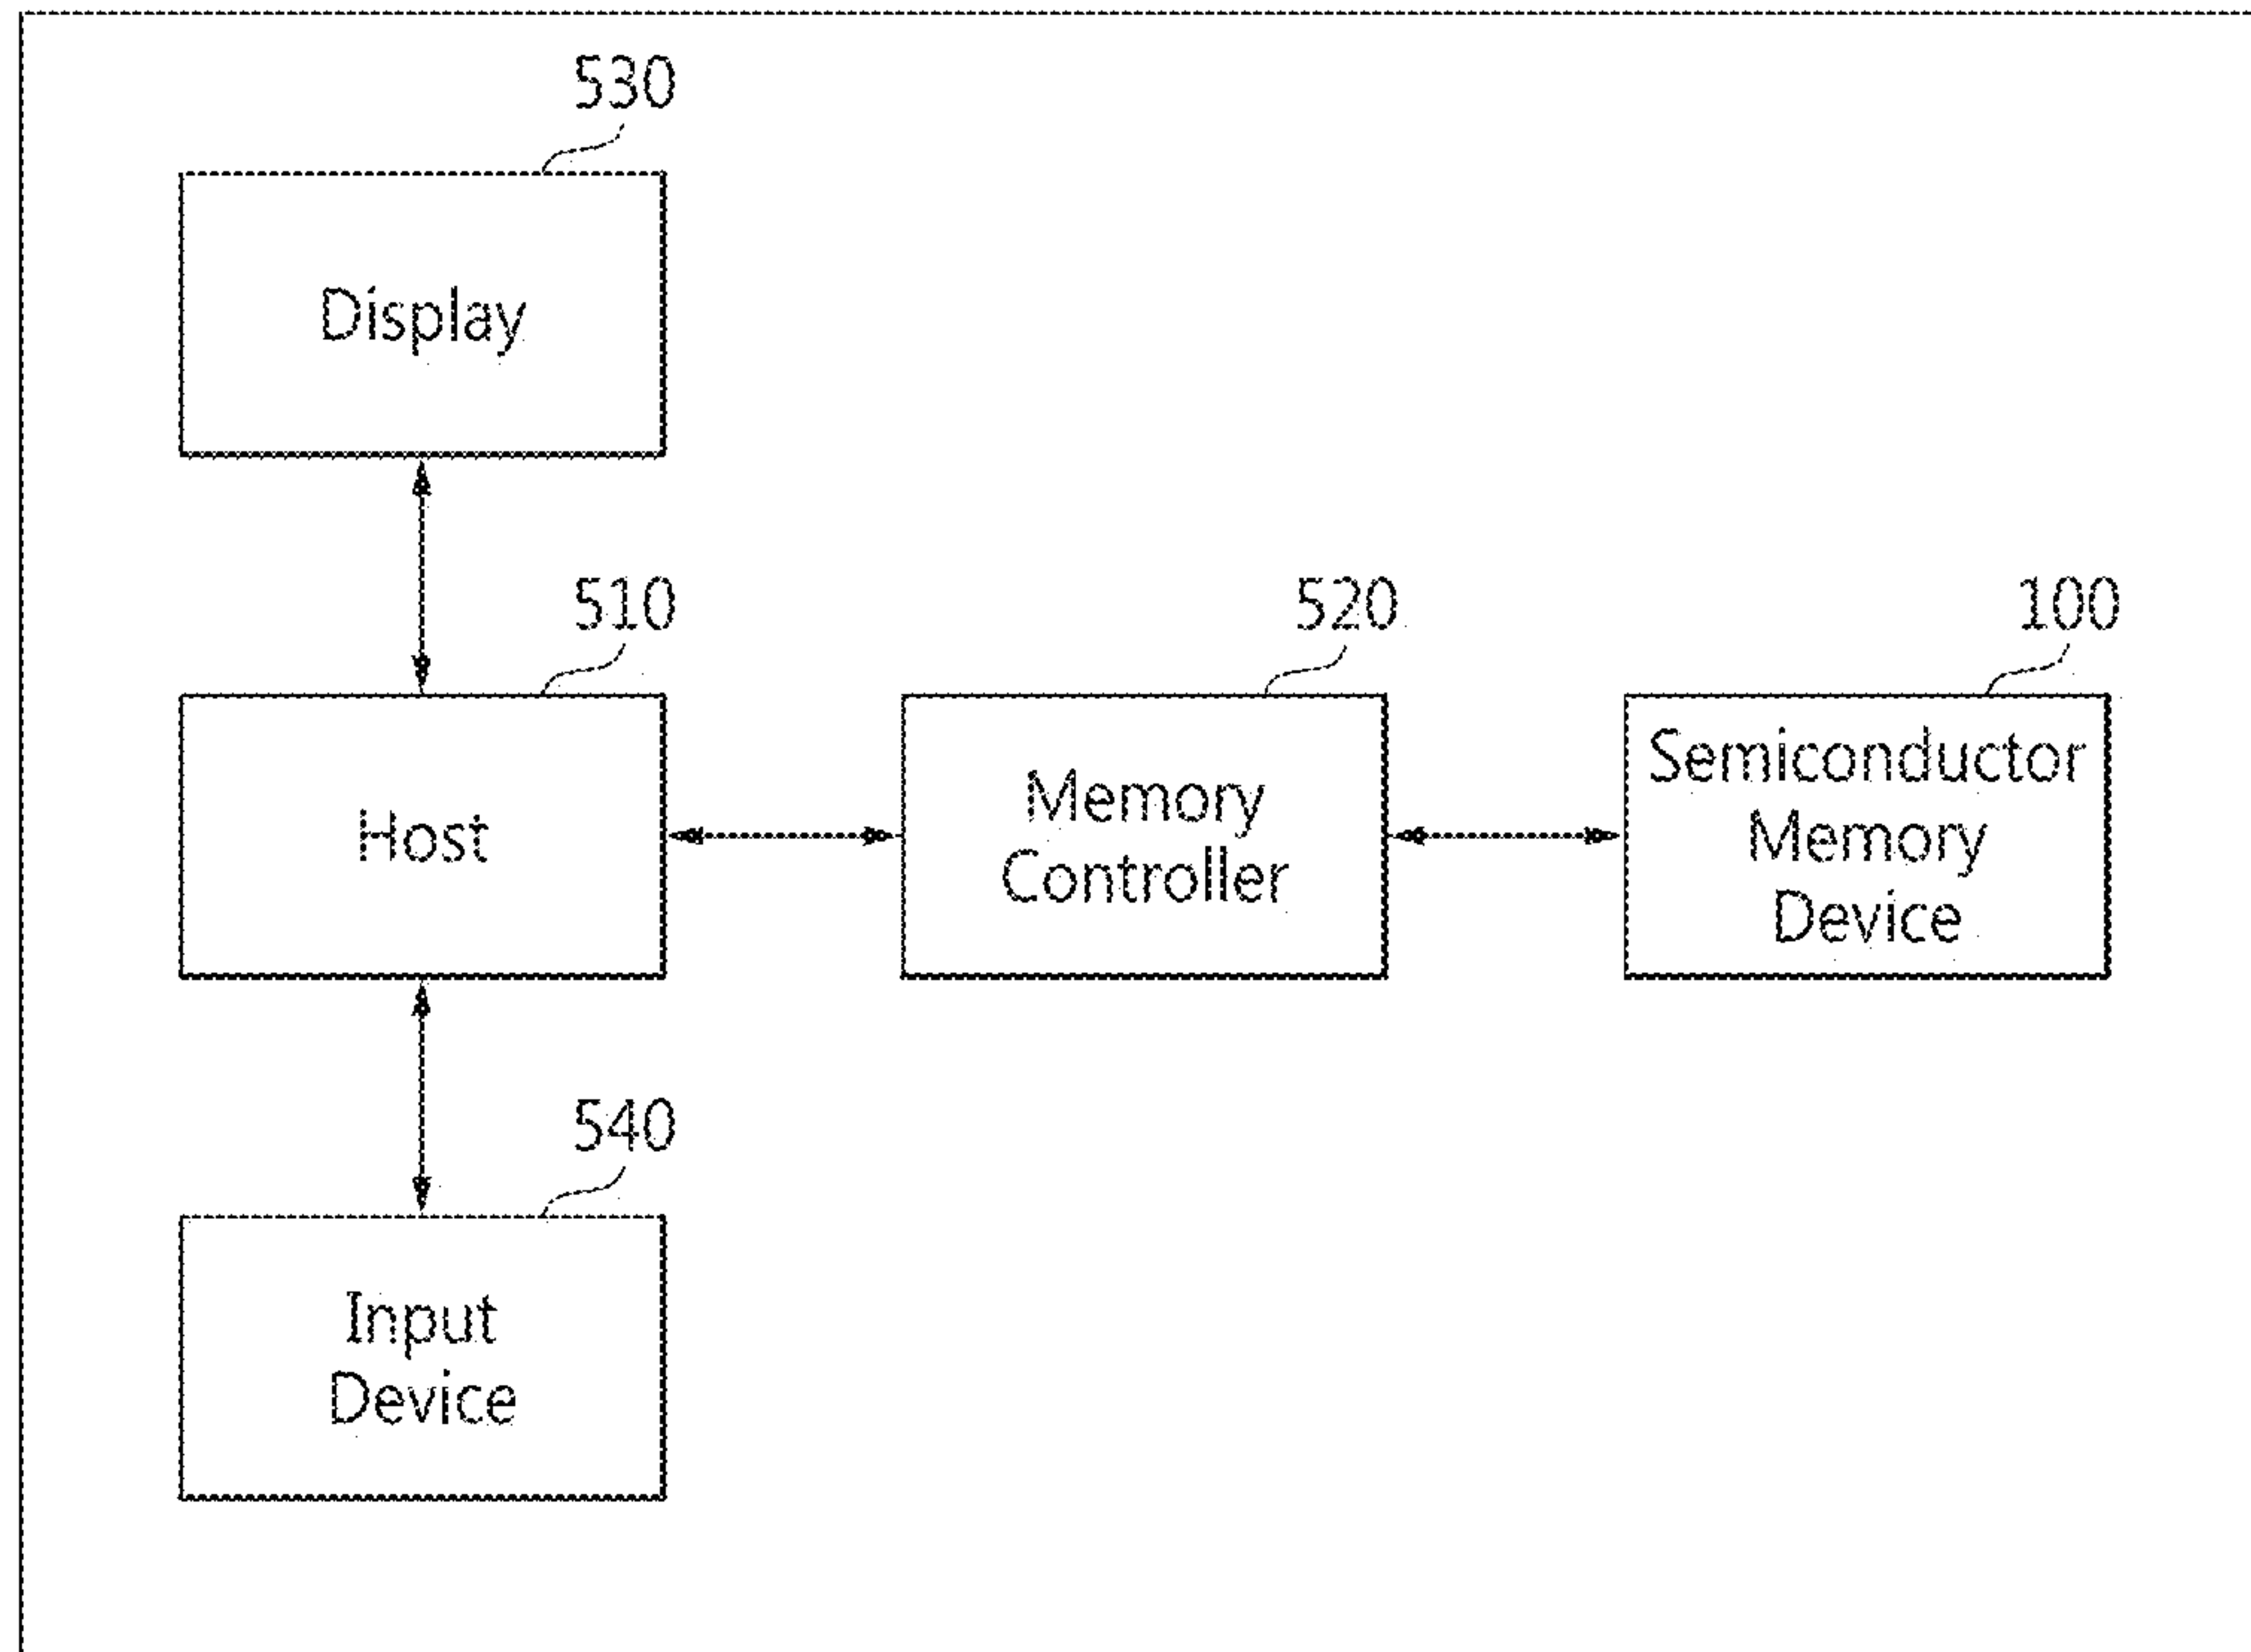 530
Display
510
520
100
Host
Memory
Controller
Semiconductor
Memory
Device
540
Input
Device